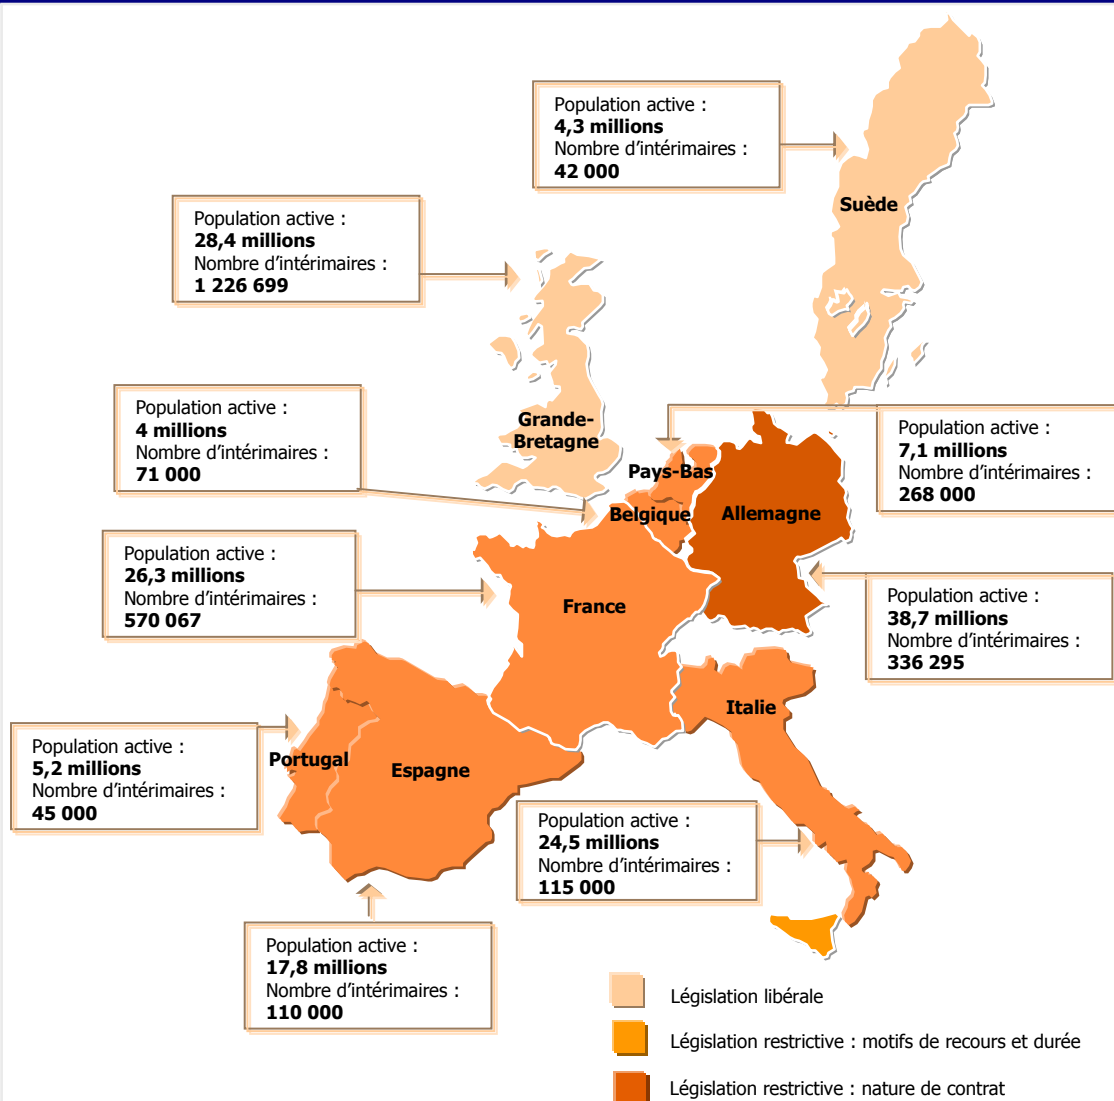 Population active :
4,3 millions
Nombre d'intérimaires :
42 000
Suède
Population active :
28,4 millions
Nombre d'intérimaires :
1 226 699
Grande-
Bretagne
Population active :
4 millions
Nombre d'intérimaires :
71 000
Population active :
7,1 millions
Nombre d'intérimaires :
268 000
Pays-Bas
Belgique
Allemagne
Population active :
26,3 millions
Nombre d'intérimaires :
570 067
France
Population active :
38,7 millions
Nombre d'intérimaires :
336 295
Italie
Population active :
5,2 millions
Nombre d'intérimaires :
45 000
Portugal
Espagne
Population active :
24,5 millions
Nombre d'intérimaires :
115 000
Population active :
17,8 millions
Nombre d'intérimaires :
110 000
Législation libérale
Législation restrictive : motifs de recours et durée
Législation restrictive : nature de contrat